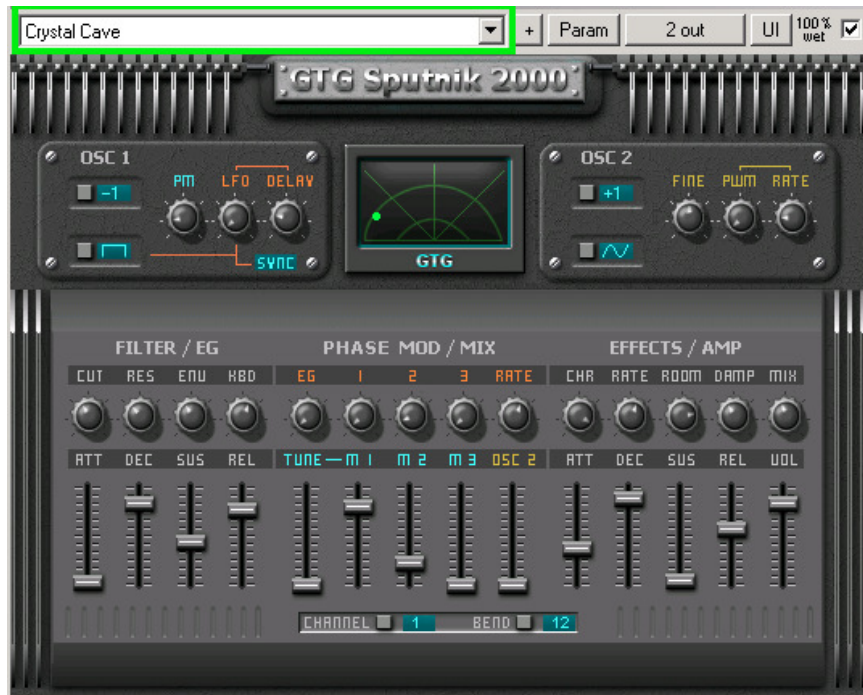 Crystal Cave + Param 2 out UI 100% wet
GTG Sputnik 2000
OSC 1
PM LFO DELAY
-1
SYNC
GTG
OSC 2
FINE PWM RATE
+1
FILTER / EG PHASE MOD / MIX EFFECTS / AMP
CUT RES ENV KBD EG 1 2 3 RATE CHR RATE ROOM DAMP MIX
ATT DEC SUS REL TUNE M 1 M 2 M 3 OSC 2 ATT DEC SUS REL VOL
CHANNEL 1 BEND 12